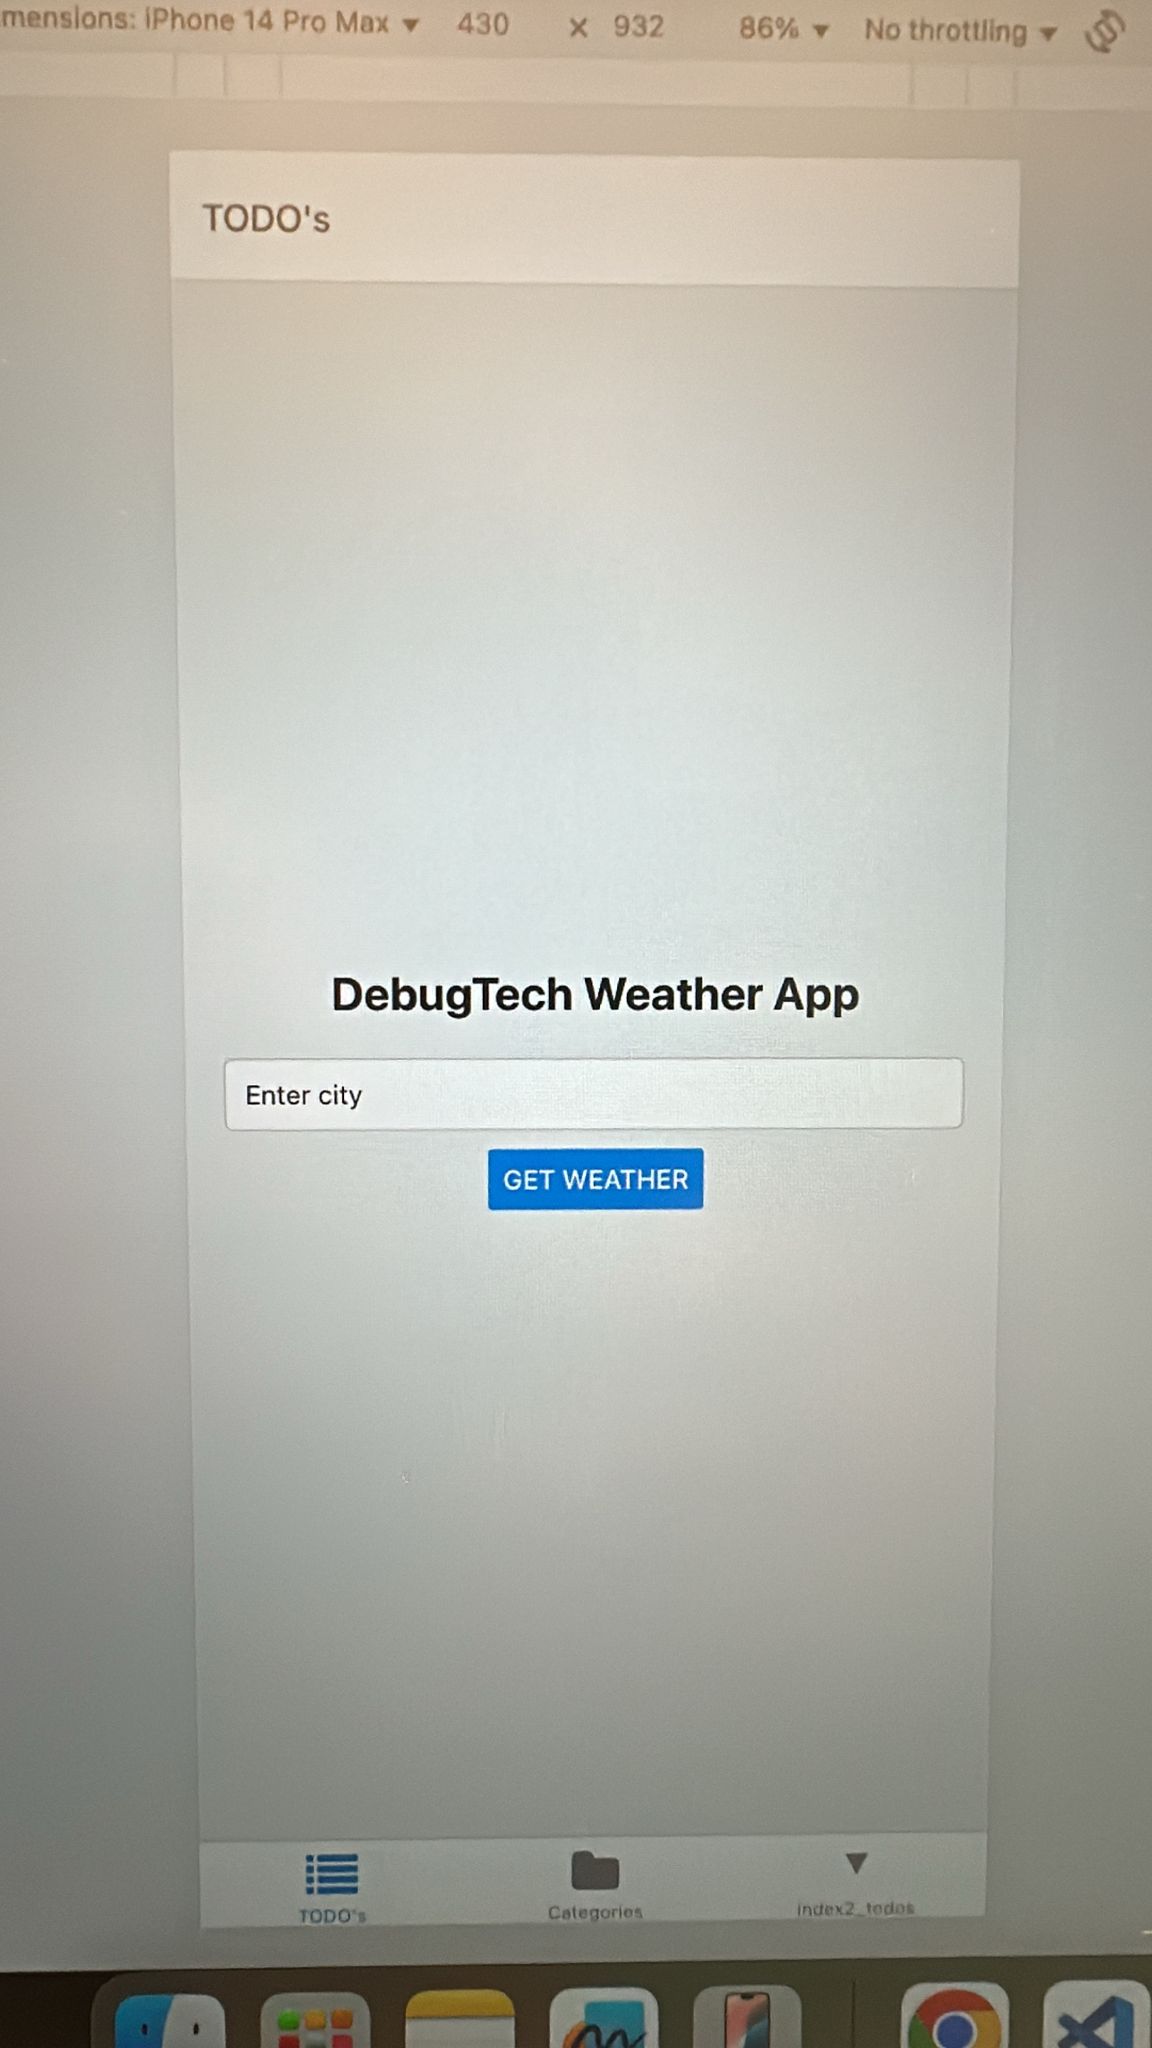 mensions: iPhone 14 Pro Max ▼ 430 × 932 86% ▼ No throttling ▼
TODO's
DebugTech Weather App
Enter city
GET WEATHER
TODO's
Categories
index2_todos